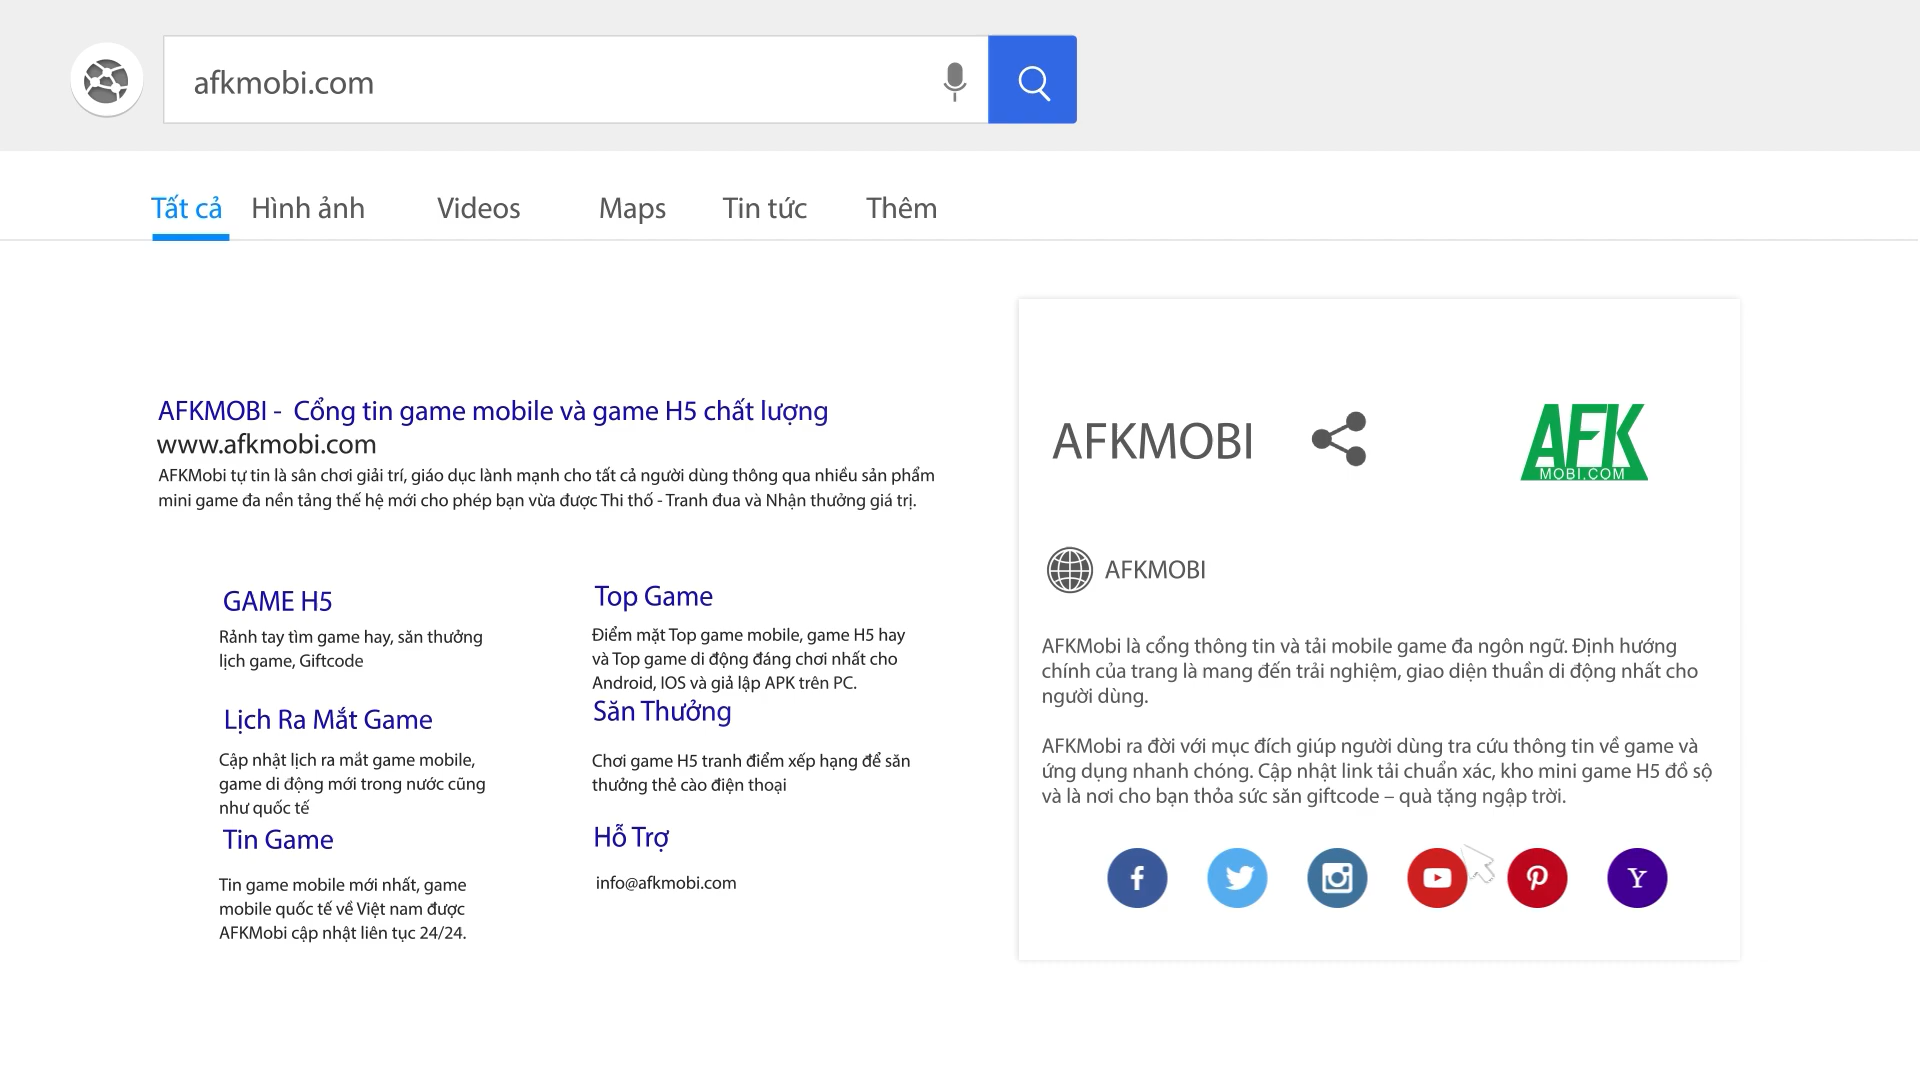 afkmobi.com
Tất cả Hình ảnh Videos Maps Tin tức Thêm
AFKMOBI - Cổng tin game mobile và game H5 chất lượng
www.afkmobi.com
AFKMobi tự tin là sân chơi giải trí, giáo dục lành mạnh cho tất cả người dùng thông qua nhiều sản phẩm
mini game đa nền tảng thế hệ mới cho phép bạn vừa được Thi thố - Tranh đua và Nhận thưởng giá trị.
GAME H5
Rảnh tay tìm game hay, săn thưởng
lịch game, Giftcode
Lịch Ra Mắt Game
Cập nhật lịch ra mắt game mobile,
game di động mới trong nước cũng
như quốc tế
Tin Game
Tin game mobile mới nhất, game
mobile quốc tế về Việt nam được
AFKMobi cập nhật liên tục 24/24.
Top Game
Điểm mặt Top game mobile, game H5 hay
và Top game di động đáng chơi nhất cho
Android, IOS và giả lập APK trên PC.
Săn Thưởng
Chơi game H5 tranh điểm xếp hạng để săn
thưởng thẻ cào điện thoại
Hỗ Trợ
info@afkmobi.com
AFKMOBI
AFK
MOBI.COM
AFKMOBI
AFKMobi là cổng thông tin và tải mobile game đa ngôn ngữ. Định hướng
chính của trang là mang đến trải nghiệm, giao diện thuần di động nhất cho
người dùng.
AFKMobi ra đời với mục đích giúp người dùng tra cứu thông tin về game và
ứng dụng nhanh chóng. Cập nhật link tải chuẩn xác, kho mini game H5 đồ sộ
và là nơi cho bạn thỏa sức săn giftcode – quà tặng ngập trời.